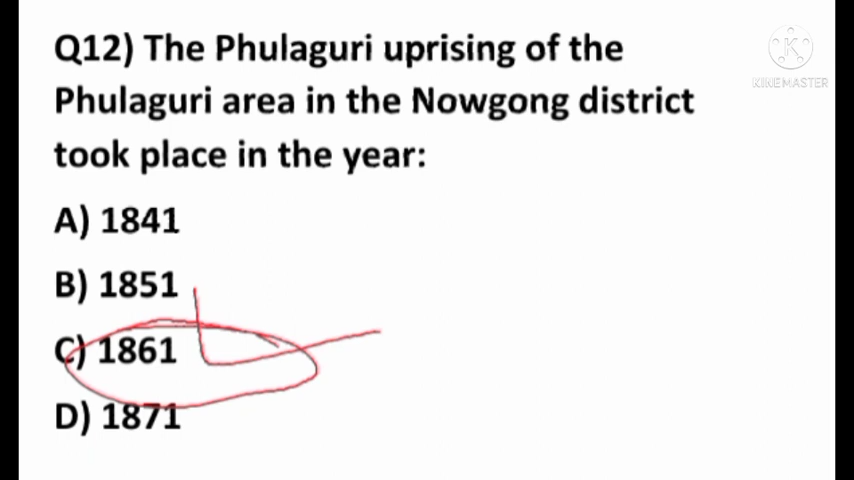 Q12) The Phulaguri uprising of the
Phulaguri area in the Nowgong district
took place in the year:
A) 1841
B) 1851
C) 1861
D) 1871
K
KINEMASTER